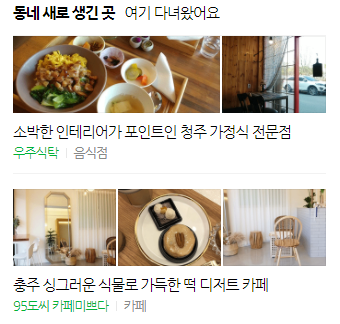 동네 새로 생긴 곳 여기 다녀왔어요
소박한 인테리어가 포인트인 청주 가정식 전문점
우주식탁 | 음식점
충주 싱그러운 식물로 가득한 떡 디저트 카페
95도씨 카페미쁘다 | 카페